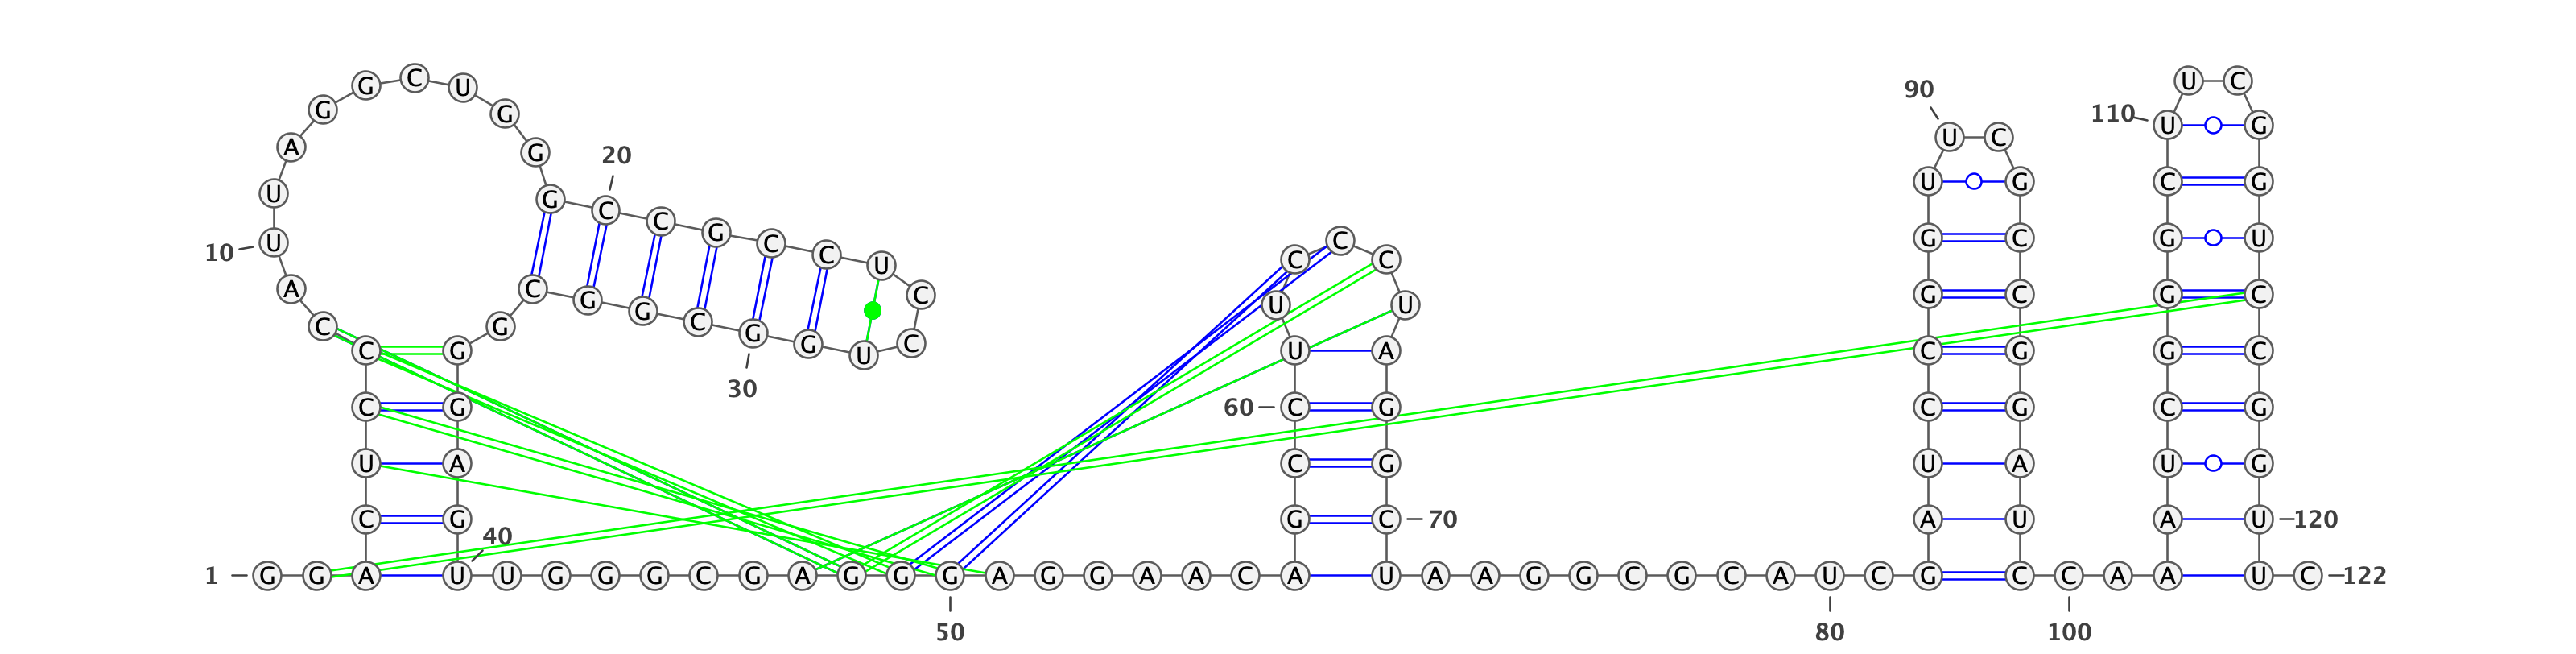 1
G G A C U C C C A U
10
U A G G C U G G G C
20
C G C C U C C U G G
30
C G G C G G G A G U
40
U G G G C G A G G G
50
A G G A A C A G C C
60
U U C C C U A G G C
70
U A A G G C G C A U
80
C G A U C C G G U U
90
C G C C G G A U C C
100
A A A U C G G G C U
110
U C G G U C C G G U
120
U C
122